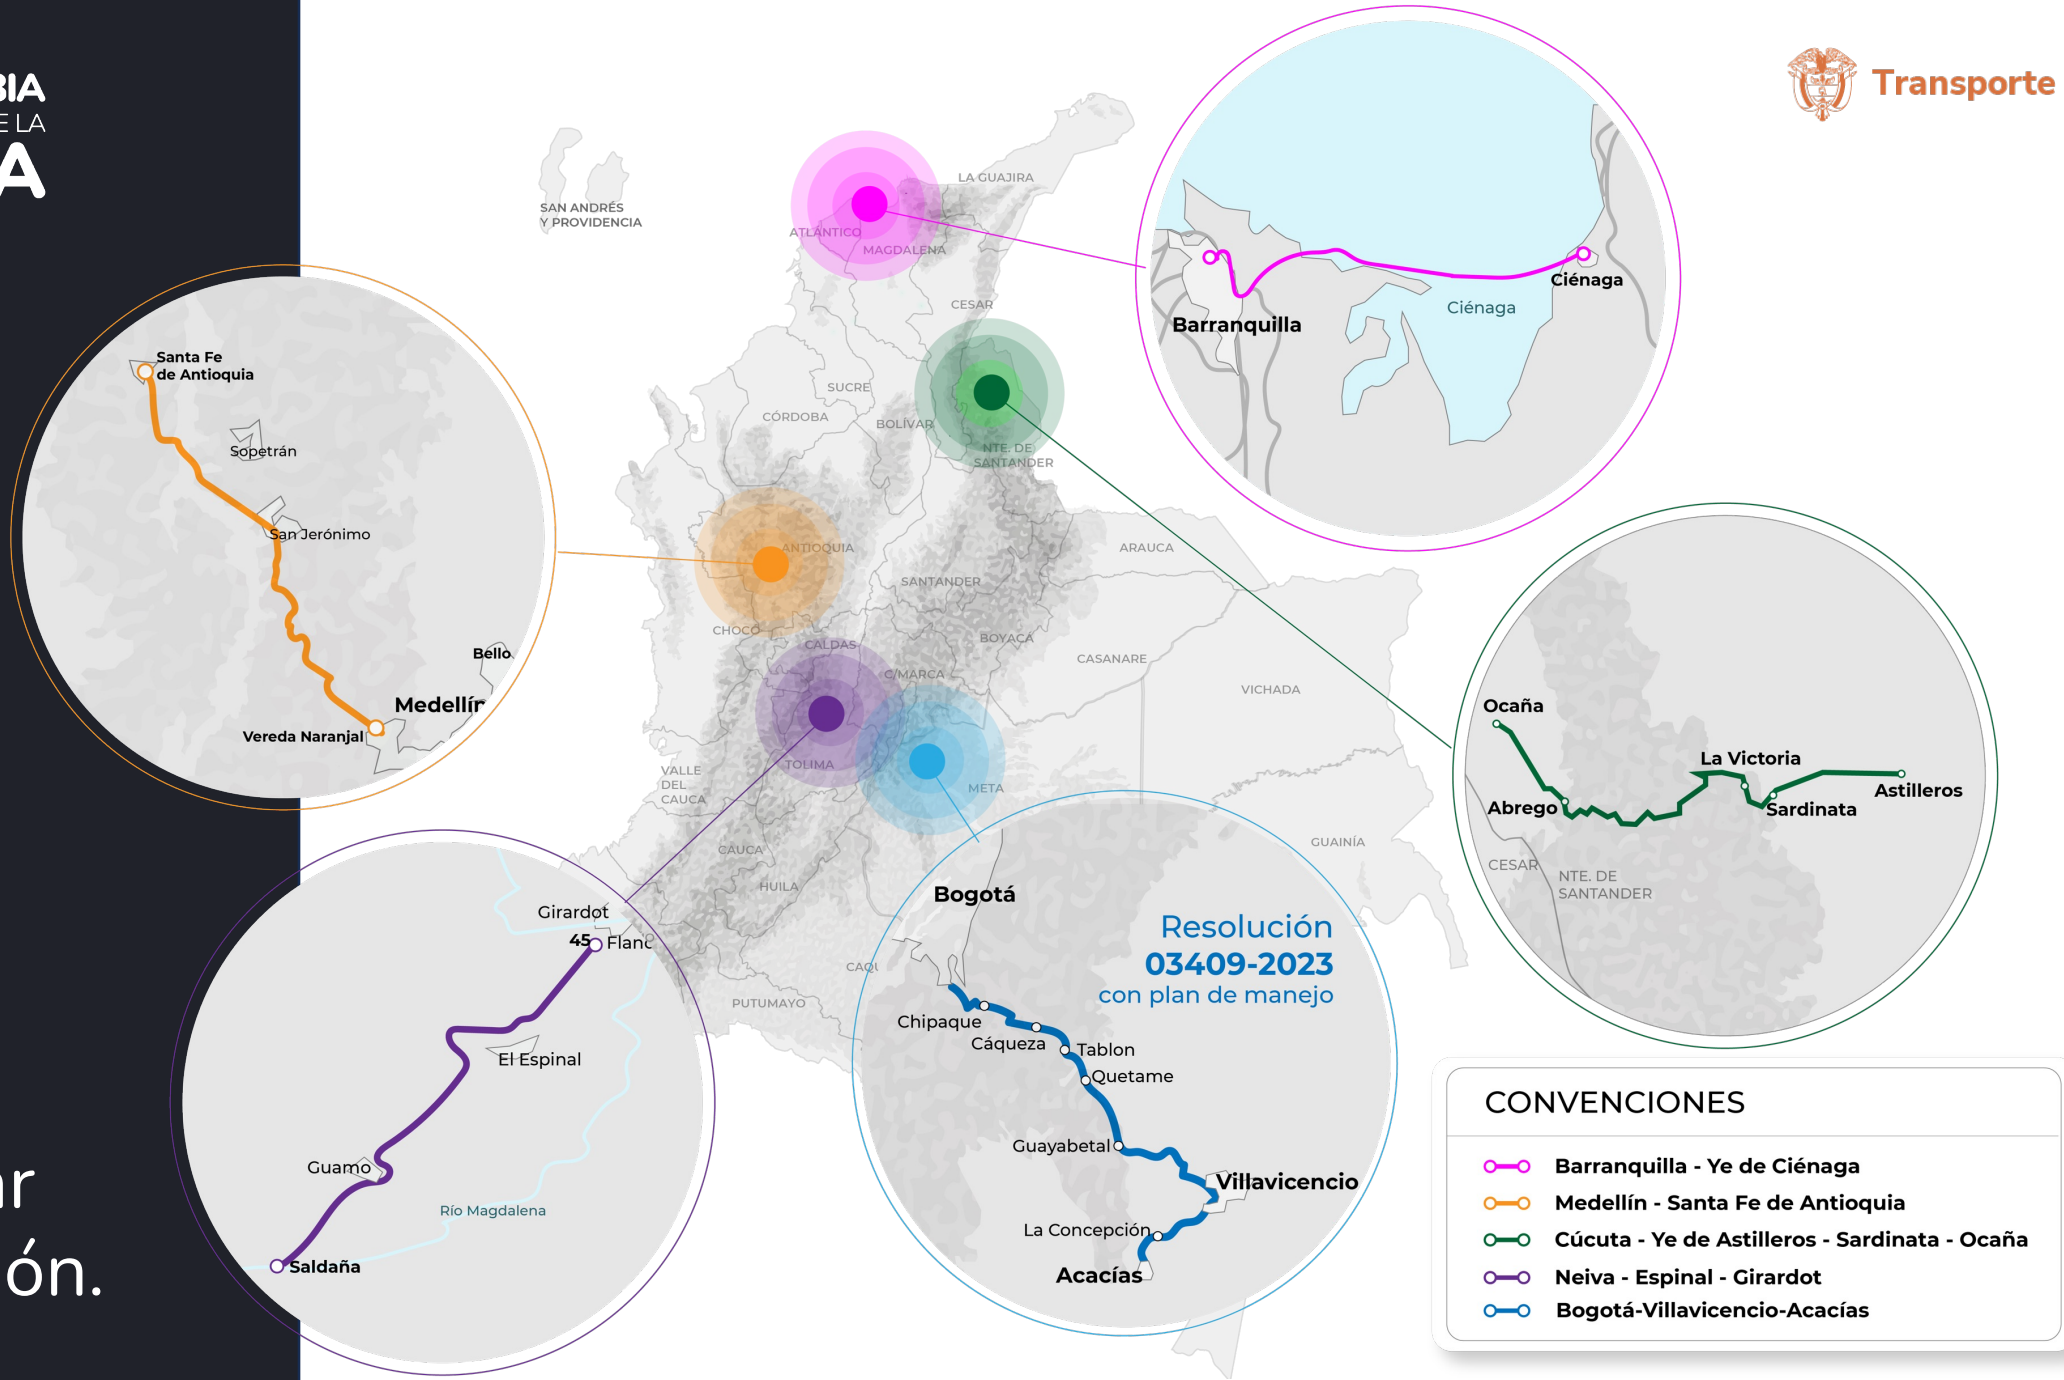 BIA
E LA
A
ar
ón.
Transporte
SAN ANDRÉS
Y PROVIDENCIA
LA GUAJIRA
ATLÁNTICO
MAGDALENA
CESAR
SUCRE
CÓRDOBA
BOLÍVAR
NTE. DE
SANTANDER
ANTIOQUIA
ARAUCA
SANTANDER
CHOCÓ
CALDAS
BOYACÁ
C/MARCA
CASANARE
VICHADA
VALLE
DEL
CAUCA
TOLIMA
META
CAUCA
HUILA
GUAINÍA
CAQU
PUTUMAYO
Barranquilla
Ciénaga
Ciénaga
Santa Fe
de Antioquia
Sopetrán
San Jerónimo
Bello
Medellín
Vereda Naranjal
Ocaña
La Victoria
Abrego
Sardinata
Astilleros
CESAR
NTE. DE
SANTANDER
Girardot
45
Flanc
El Espinal
Guamo
Río Magdalena
Saldaña
Bogotá
Resolución
03409-2023
con plan de manejo
Chipaque
Cáqueza
Tablon
Quetame
Guayabetal
Villavicencio
La Concepción
Acacías
CONVENCIONES
Barranquilla - Ye de Ciénaga
Medellín - Santa Fe de Antioquia
Cúcuta - Ye de Astilleros - Sardinata - Ocaña
Neiva - Espinal - Girardot
Bogotá-Villavicencio-Acacías